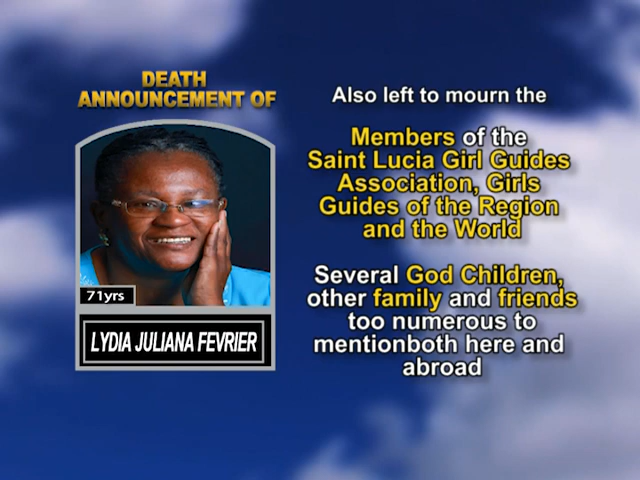 DEATH
ANNOUNCEMENT OF
71yrs
LYDIA JULIANA FEVRIER
Also left to mourn the
Members of the
Saint Lucia Girl Guides
Association, Girls
Guides of the Region
and the World
Several God Children,
other family and friends
too numerous to
mentionboth here and
abroad